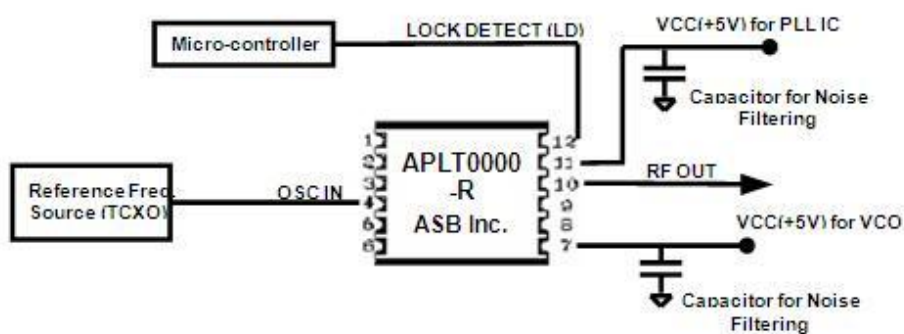 VCC(+5V) for PLL IC
LOCK DETECT (LD)
Micro-controller
Capacitor for Noise
Filtering
1
2
3
4
5
6
12
11
10
9
8
7
APLT0000
-R
ASB Inc.
RF OUT
Reference Freq.
Source (TCXO)
OSC IN
VCC(+5V) for VCO
Capacitor for Noise
Filtering